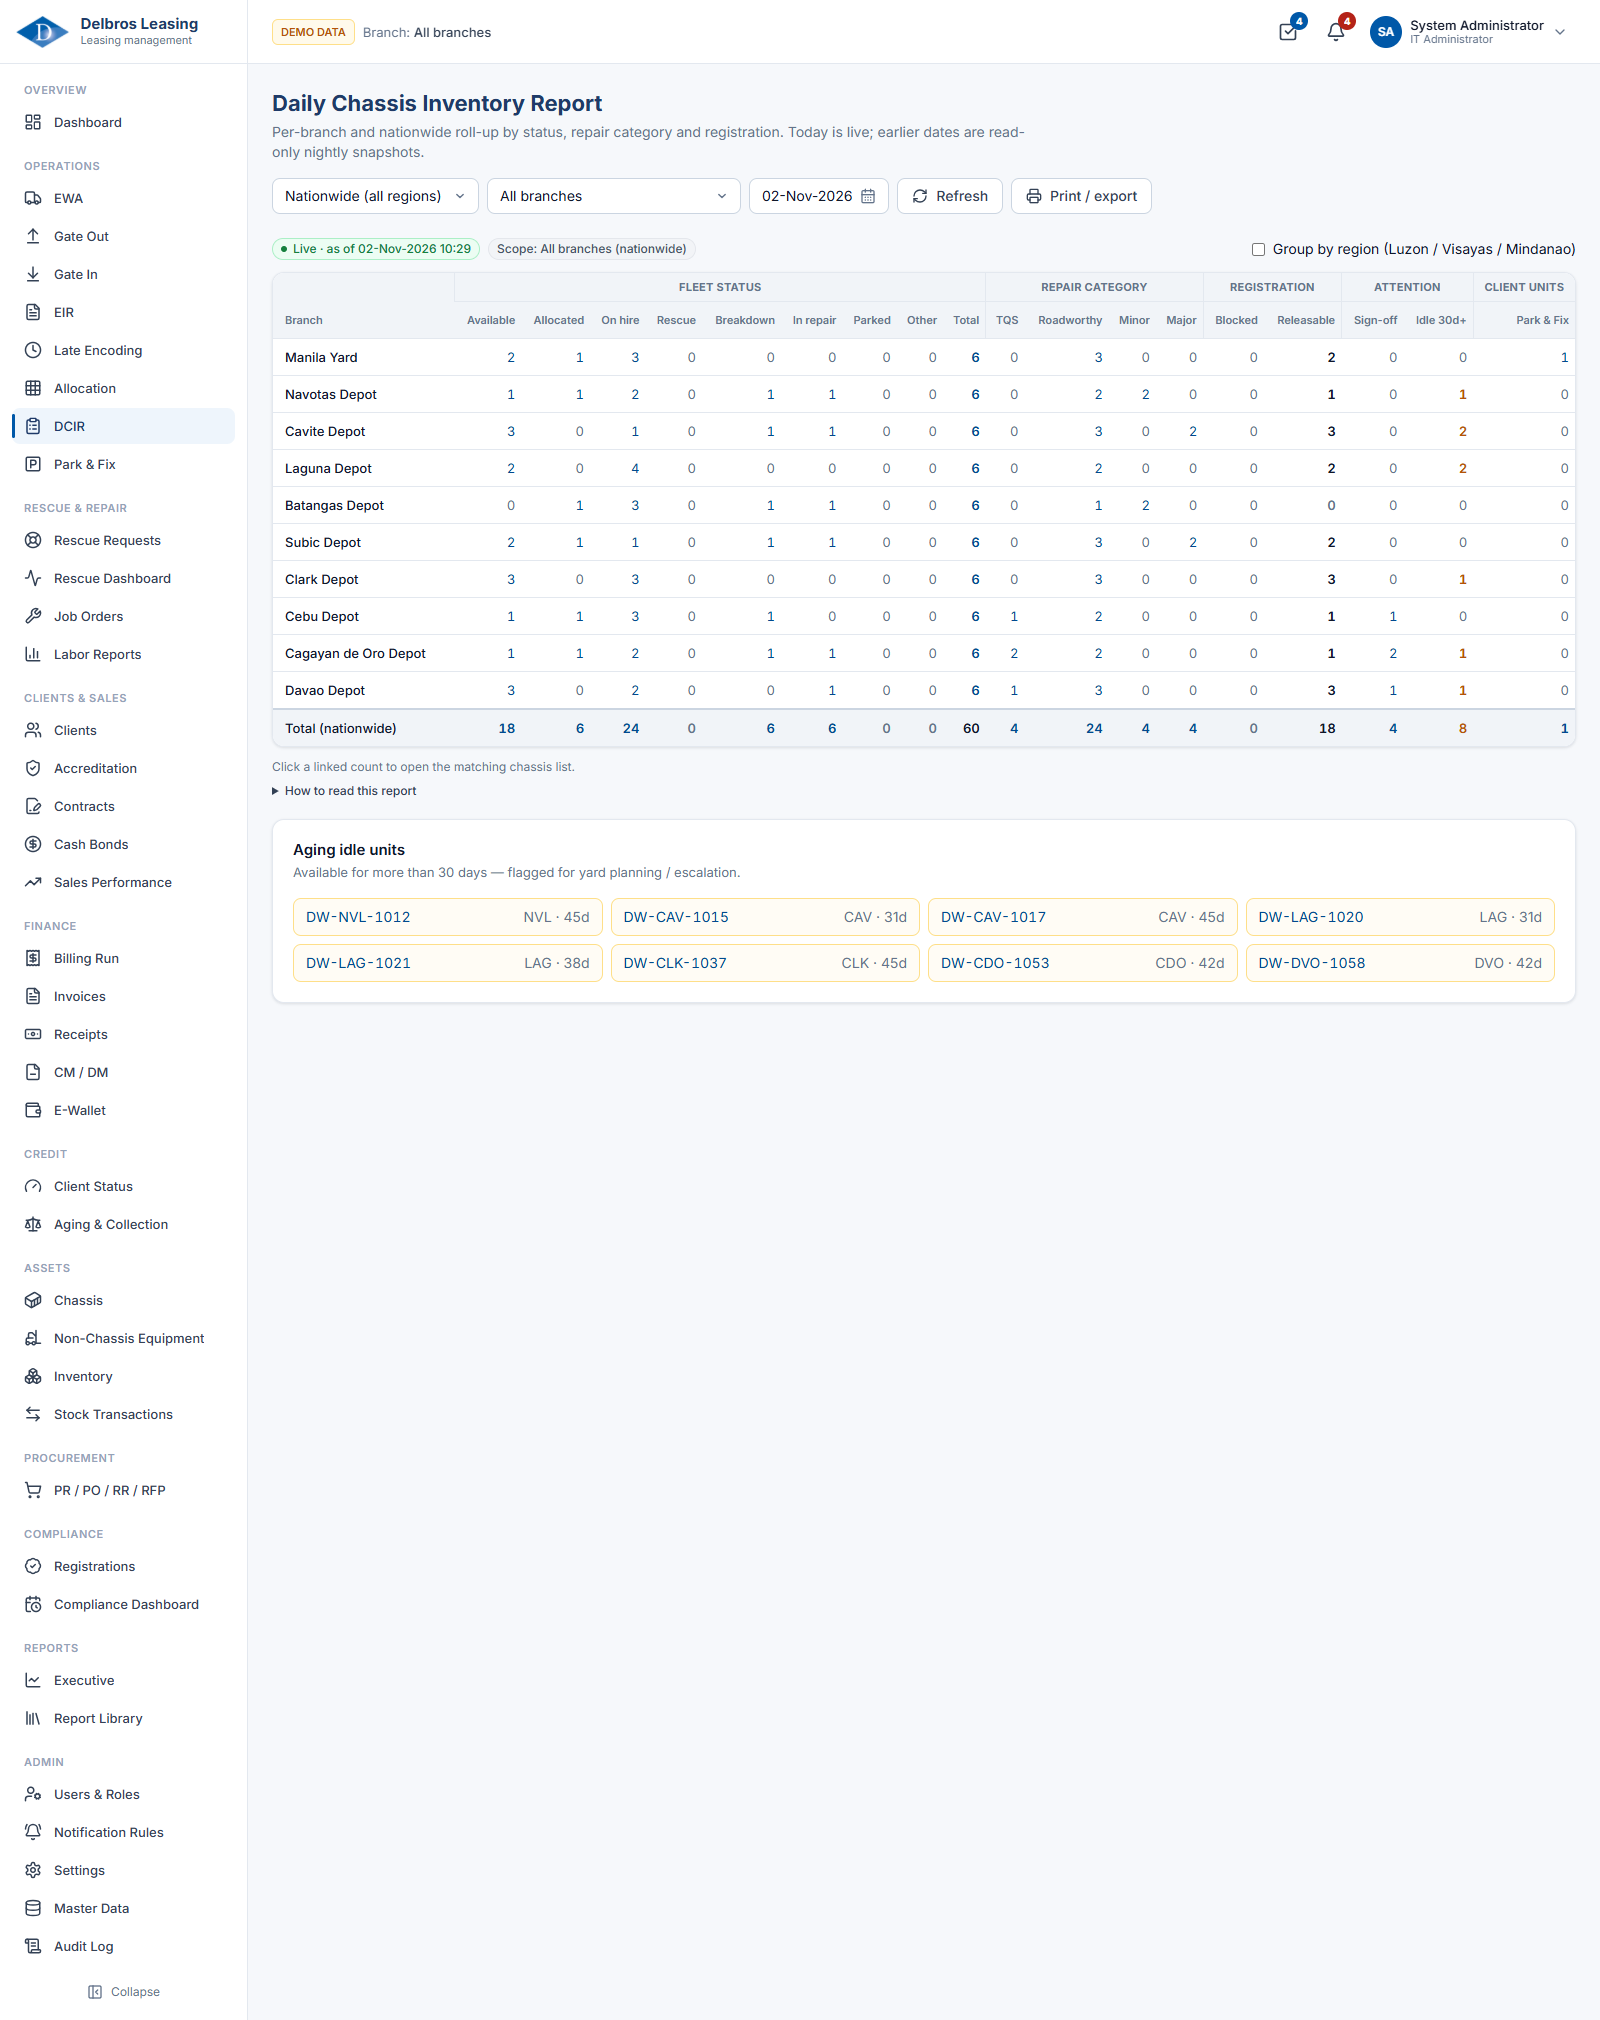 Delbros Leasing
Leasing management
DEMO DATA Branch: All branches
4
4
SA
System Administrator
IT Administrator
OVERVIEW
Dashboard
OPERATIONS
EWA
Gate Out
Gate In
EIR
Late Encoding
Allocation
DCIR
Park & Fix
RESCUE & REPAIR
Rescue Requests
Rescue Dashboard
Job Orders
Labor Reports
CLIENTS & SALES
Clients
Accreditation
Contracts
Cash Bonds
Sales Performance
FINANCE
Billing Run
Invoices
Receipts
CM / DM
E-Wallet
CREDIT
Client Status
Aging & Collection
ASSETS
Chassis
Non-Chassis Equipment
Inventory
Stock Transactions
PROCUREMENT
PR / PO / RR / RFP
COMPLIANCE
Registrations
Compliance Dashboard
REPORTS
Executive
Report Library
ADMIN
Users & Roles
Notification Rules
Settings
Master Data
Audit Log
Collapse
Daily Chassis Inventory Report
Per-branch and nationwide roll-up by status, repair category and registration. Today is live; earlier dates are read-
only nightly snapshots.
Nationwide (all regions) All branches 02-Nov-2026 Refresh Print / export
Live · as of 02-Nov-2026 10:29 Scope: All branches (nationwide) Group by region (Luzon / Visayas / Mindanao)
FLEET STATUS REPAIR CATEGORY REGISTRATION ATTENTION CLIENT UNITS
Branch Available Allocated On hire Rescue Breakdown In repair Parked Other Total TQS Roadworthy Minor Major Blocked Releasable Sign-off Idle 30d+ Park & Fix
Manila Yard 2 1 3 0 0 0 0 0 6 0 3 0 0 0 2 0 0 1
Navotas Depot 1 1 2 0 1 1 0 0 6 0 2 2 0 0 1 0 1 0
Cavite Depot 3 0 1 0 1 1 0 0 6 0 3 0 2 0 3 0 2 0
Laguna Depot 2 0 4 0 0 0 0 0 6 0 2 0 0 0 2 0 2 0
Batangas Depot 0 1 3 0 1 1 0 0 6 0 1 2 0 0 0 0 0 0
Subic Depot 2 1 1 0 1 1 0 0 6 0 3 0 2 0 2 0 0 0
Clark Depot 3 0 3 0 0 0 0 0 6 0 3 0 0 0 3 0 1 0
Cebu Depot 1 1 3 0 1 0 0 0 6 1 2 0 0 0 1 1 0 0
Cagayan de Oro Depot 1 1 2 0 1 1 0 0 6 2 2 0 0 0 1 2 1 0
Davao Depot 3 0 2 0 0 1 0 0 6 1 3 0 0 0 3 1 1 0
Total (nationwide) 18 6 24 0 6 6 0 0 60 4 24 4 4 0 18 4 8 1
Click a linked count to open the matching chassis list.
How to read this report
Aging idle units
Available for more than 30 days — flagged for yard planning / escalation.
DW-NVL-1012 NVL · 45d DW-CAV-1015 CAV · 31d DW-CAV-1017 CAV · 45d DW-LAG-1020 LAG · 31d
DW-LAG-1021 LAG · 38d DW-CLK-1037 CLK · 45d DW-CDO-1053 CDO · 42d DW-DVO-1058 DVO · 42d